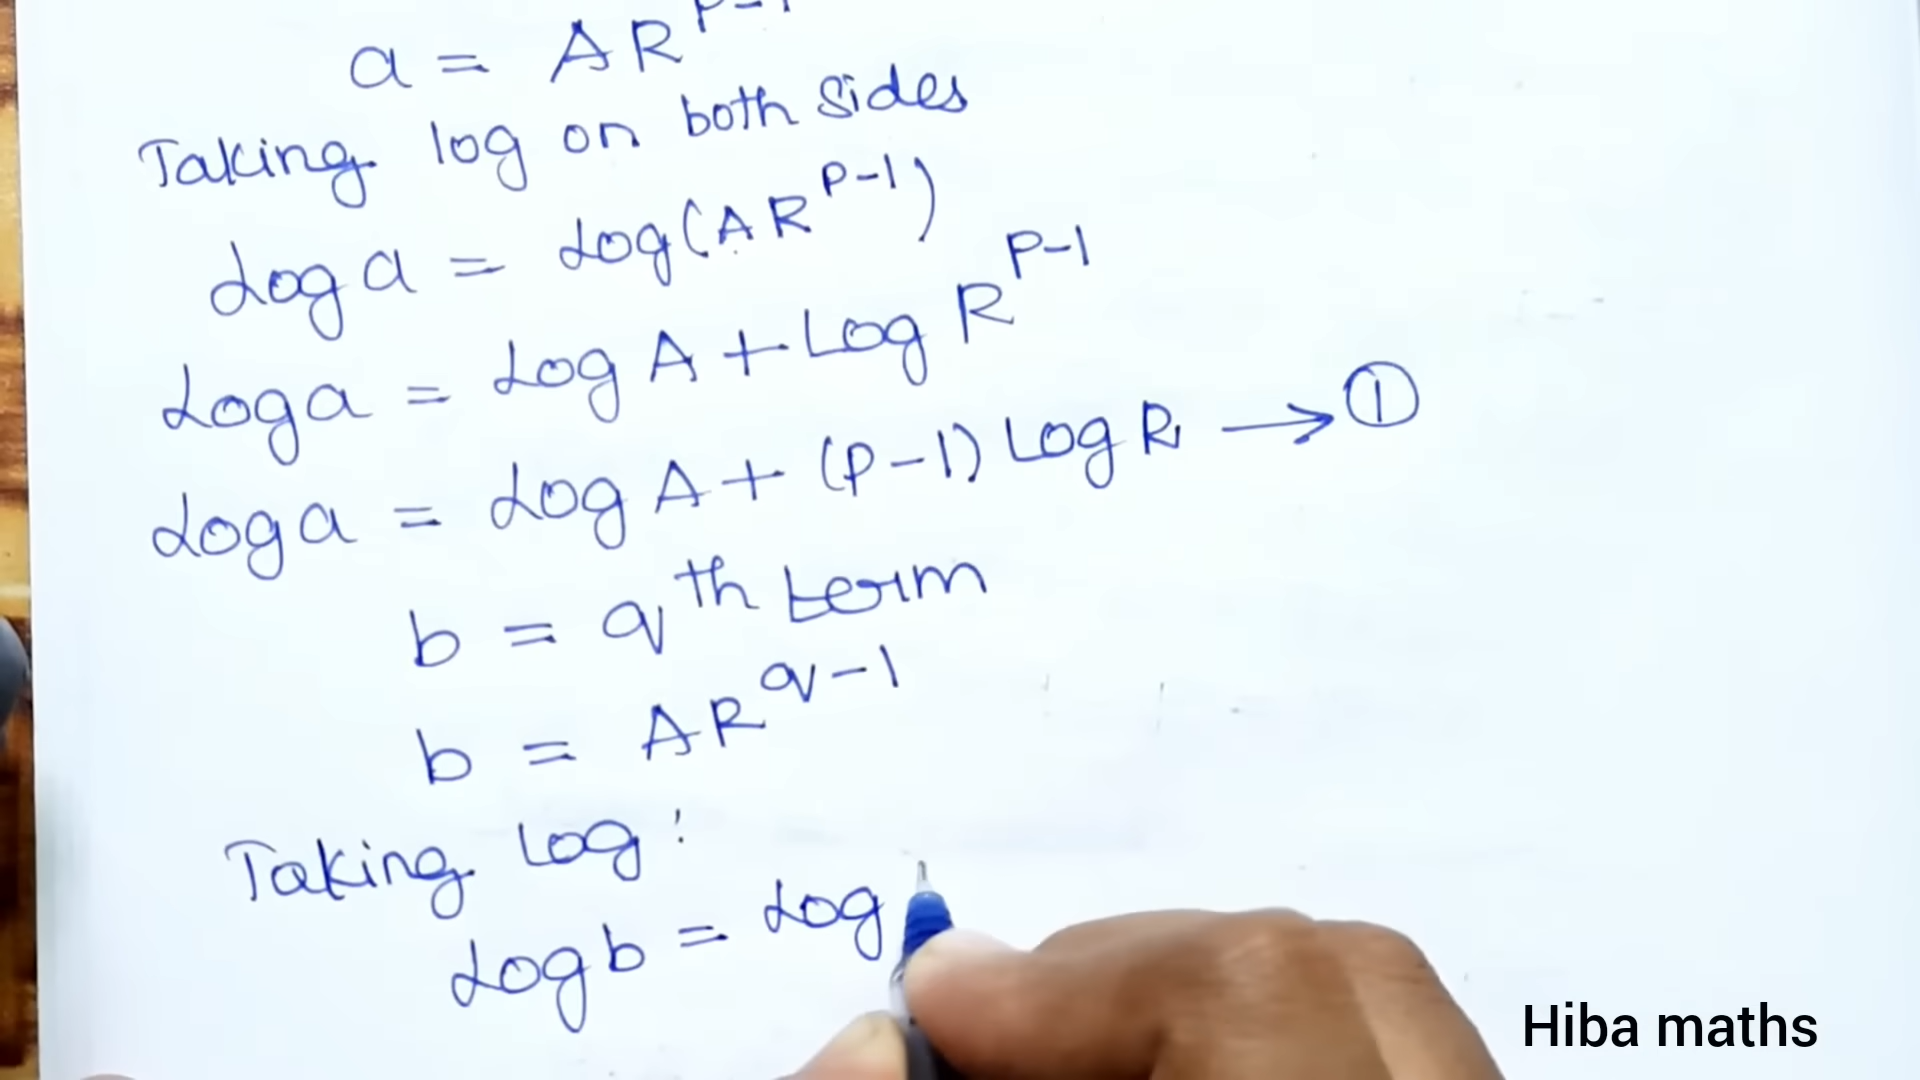 a = AR^P-1
Taking log on both sides
Log a = Log(AR^P-1)
Log a = Log A + Log R^P-1
Log a = Log A + (P-1) Log R → ①
b = q^th term
b = AR^q-1
Taking Log :
Log b = Log
Hiba maths